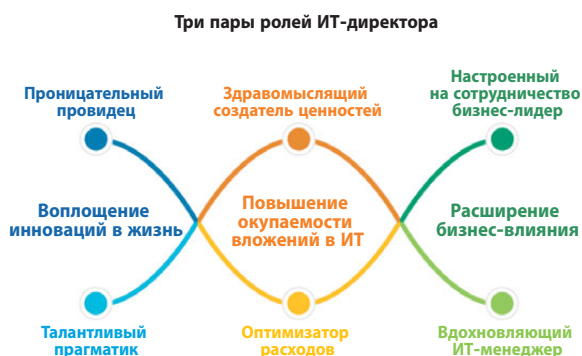 Три пары ролей ИТ-директора
Проницательный
провидец
Здравомыслящий
создатель ценностей
Настроенный
на сотрудничество
бизнес-лидер
Воплощение
инноваций в жизнь
Повышение
окупаемости
вложений в ИТ
Расширение
бизнес-влияния
Талантливый
прагматик
Оптимизатор
расходов
Вдохновляющий
ИТ-менеджер